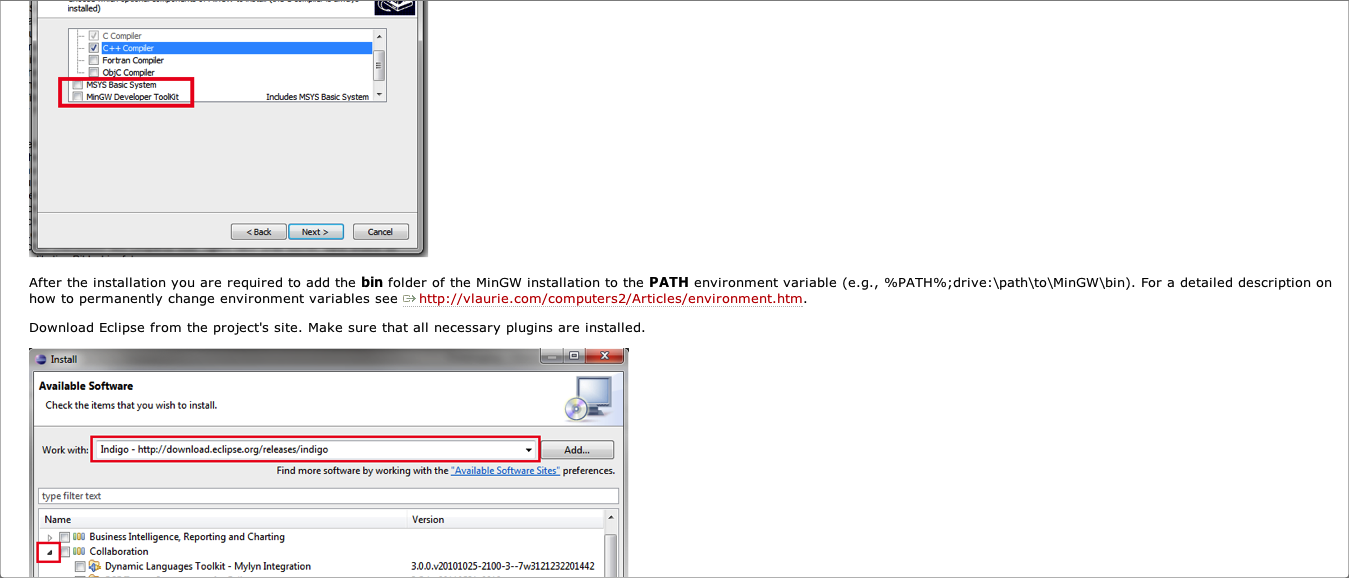 installed)
C Compiler
C++ Compiler
Fortran Compiler
ObjC Compiler
MSYS Basic System
MinGW Developer ToolKit Includes MSYS Basic System
< Back Next > Cancel
After the installation you are required to add the bin folder of the MinGW installation to the PATH environment variable (e.g., %PATH%;drive:\path\to\MinGW\bin). For a detailed description on
how to permanently change environment variables see http://vlaurie.com/computers2/Articles/environment.htm.
Download Eclipse from the project's site. Make sure that all necessary plugins are installed.
Install
Available Software
Check the items that you wish to install.
Work with: Indigo - http://download.eclipse.org/releases/indigo Add...
Find more software by working with the "Available Software Sites" preferences.
type filter text
Name Version
Business Intelligence, Reporting and Charting
Collaboration
Dynamic Languages Toolkit - Mylyn Integration 3.0.0.v20101025-2100-3--7w3121232201442